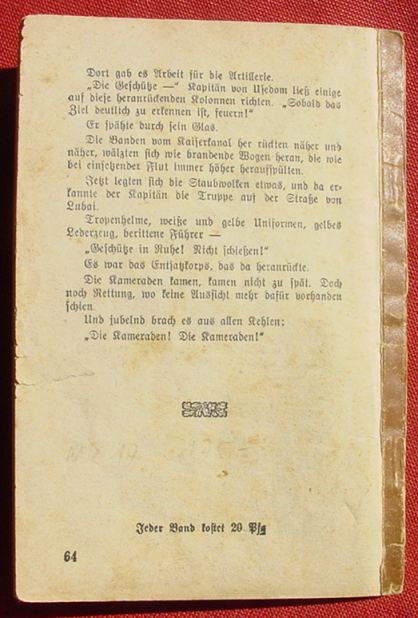 Dort gab es Arbeit für die Artillerie.
„Die Geschütze —“ Kapitän von Usedom ließ einige
auf diese heranrückenden Kolonnen richten. „Sobald das
Ziel deutlich zu erkennen ist, feuern!“
Er spähte durch sein Glas.
Die Banden vom Kaiserkanal her rückten näher und
näher, wälzten sich wie brandende Wogen heran, die wie
bei einsetzender Flut immer höher heraufspülten.
Jetzt legten sich die Staubwolken etwas, und da er-
kannte der Kapitän die Truppe auf der Straße von
Lubai.
Tropenhelme, weiße und gelbe Uniformen, gelbes
Lederzeug, berittene Führer —
„Geschütze in Ruhe! Nicht schießen!“
Es war das Entsatzkorps, das da heranrückte.
Die Kameraden kamen, kamen nicht zu spät. Doch
noch Rettung, wo keine Aussicht mehr dafür vorhanden
schien.
Und jubelnd brach es aus allen Kehlen:
„Die Kameraden! Die Kameraden!“
Jeder Band kostet 20 Pfg
64